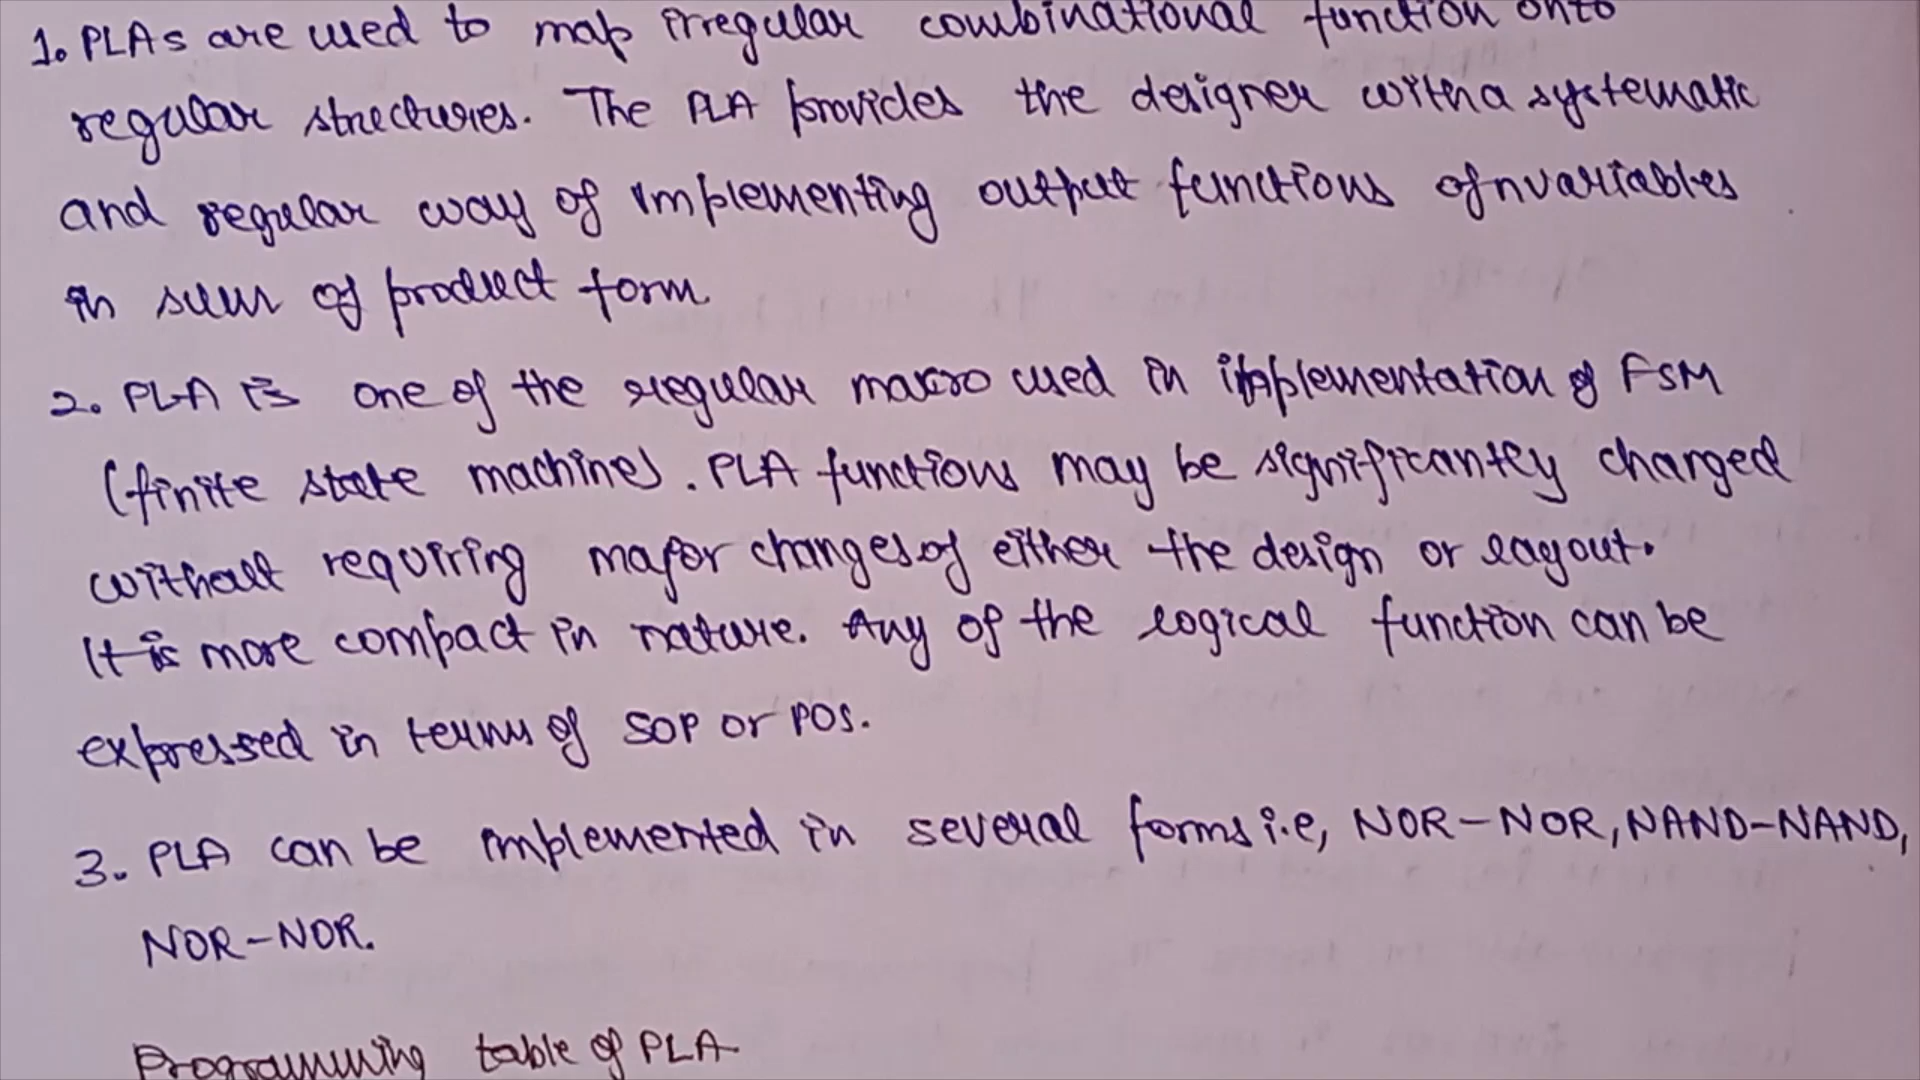 1. PLAs are used to map irregular combinational function onto
regular structures. The PLA provides the designer with a systematic
and regular way of implementing output functions of n variables
in sum of product form.
2. PLA is one of the regular macro used in implementation of FSM
(finite state machine). PLA functions may be significantly changed
without requiring major changes of either the design or layout.
It is more compact in nature. Any of the logical function can be
expressed in terms of SOP or POS.
3. PLA can be implemented in several forms i.e, NOR-NOR, NAND-NAND,
NOR-NOR.
Programming table of PLA